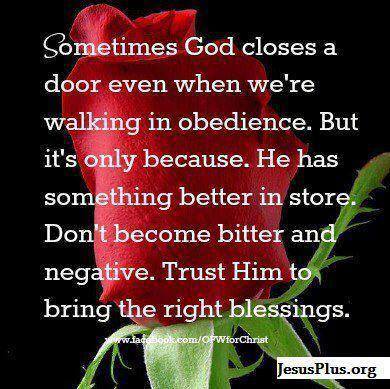 Sometimes God closes a
door even when we're
walking in obedience. But
it's only because. He has
something better in store.
Don't become bitter and
negative. Trust Him to
bring the right blessings.
www.facebook.com/OFWforChrist
JesusPlus.org